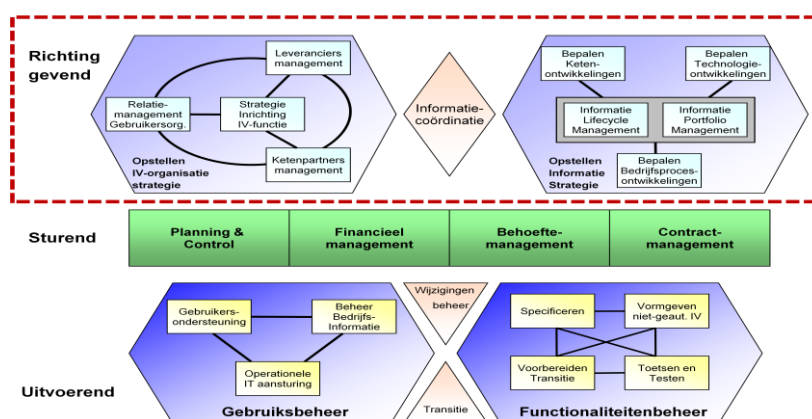 Richting
gevend
Leveranciers
management
Relatie-
management
Gebruikersorg.
Strategie
Inrichting
IV-functie
Ketenpartners
management
Opstellen
IV-organisatie
strategie
Informatie-
coördinatie
Bepalen
Keten-
ontwikkelingen
Bepalen
Technologie-
ontwikkelingen
Informatie
Lifecycle
Management
Informatie
Portfolio
Management
Opstellen
Informatie
Strategie
Bepalen
Bedrijfsproces-
ontwikkelingen
Sturend
Planning &
Control
Financieel
management
Behoefte-
management
Contract-
management
Uitvoerend
Gebruikers-
ondersteuning
Beheer
Bedrijfs-
Informatie
Operationele
IT aansturing
Gebruiksbeheer
Wijzigingen
beheer
Transitie
Specificeren
Vormgeven
niet-geaut. IV
Voorbereiden
Transitie
Toetsen en
Testen
Functionaliteitenbeheer